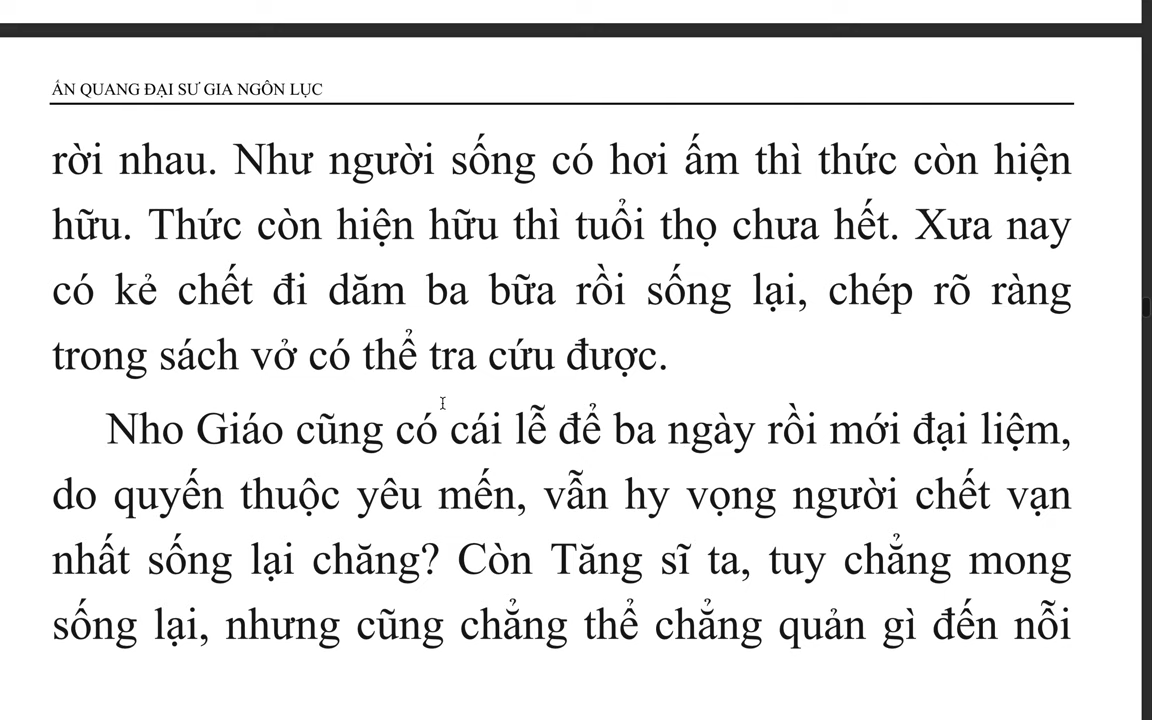 ẤN QUANG ĐẠI SƯ GIA NGÔN LỤC
rời nhau. Như người sống có hơi ấm thì thức còn hiện
hữu. Thức còn hiện hữu thì tuổi thọ chưa hết. Xưa nay
có kẻ chết đi dăm ba bữa rồi sống lại, chép rõ ràng
trong sách vở có thể tra cứu được.
Nho Giáo cũng có cái lễ để ba ngày rồi mới đại liệm,
do quyến thuộc yêu mến, vẫn hy vọng người chết vạn
nhất sống lại chăng? Còn Tăng sĩ ta, tuy chẳng mong
sống lại, nhưng cũng chẳng thể chẳng quản gì đến nỗi